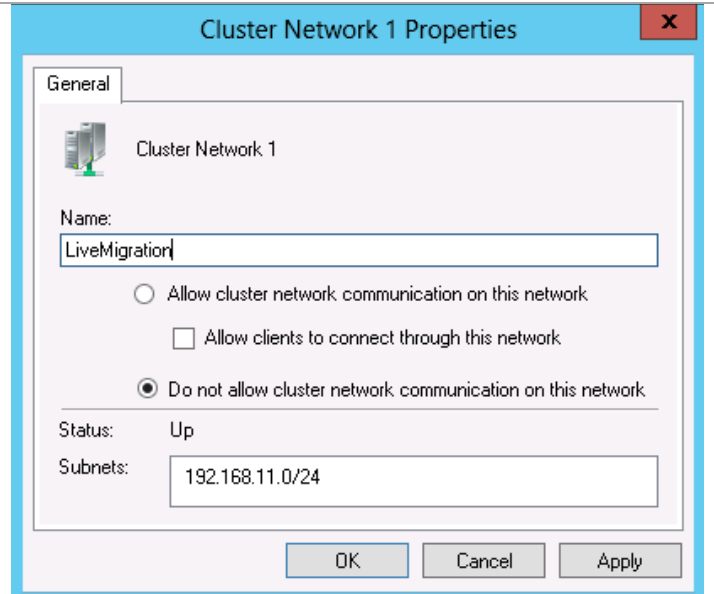 Cluster Network 1 Properties
x
General
Cluster Network 1
Name:
LiveMigration
Allow cluster network communication on this network
Allow clients to connect through this network
Do not allow cluster network communication on this network
Status: Up
Subnets: 192.168.11.0/24
OK Cancel Apply